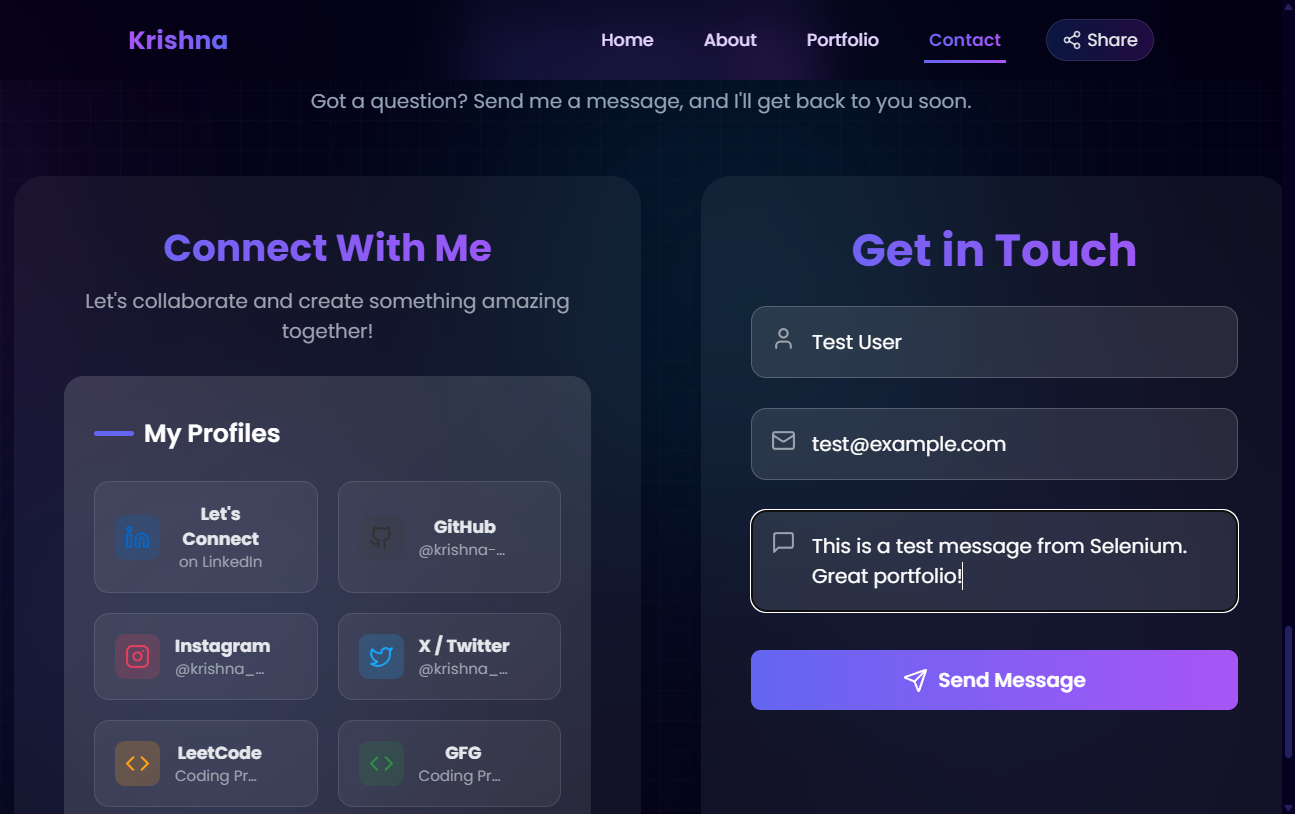 Krishna
Home
About
Portfolio
Contact
Share
Got a question? Send me a message, and I'll get back to you soon.
Connect With Me
Let's collaborate and create something amazing
together!
My Profiles
Let's
Connect
on LinkedIn
GitHub
@krishna-...
Instagram
@krishna_...
X / Twitter
@krishna_...
LeetCode
Coding Pr...
GFG
Coding Pr...
Get in Touch
Test User
test@example.com
This is a test message from Selenium.
Great portfolio!
Send Message